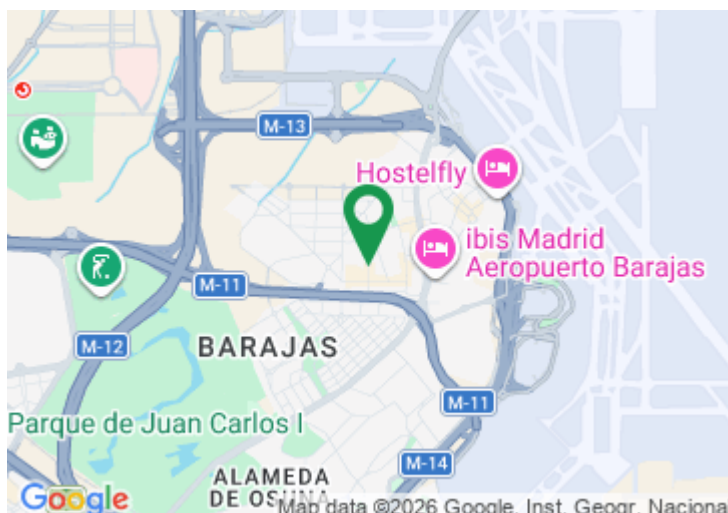 M-13
Hostelfly
ibis Madrid
Aeropuerto Barajas
M-11
M-12
BARAJAS
M-11
Parque de Juan Carlos I
M-14
ALAMEDA
DE OSUNA
Google
Map data ©2026 Google, Inst. Geogr. Naciona